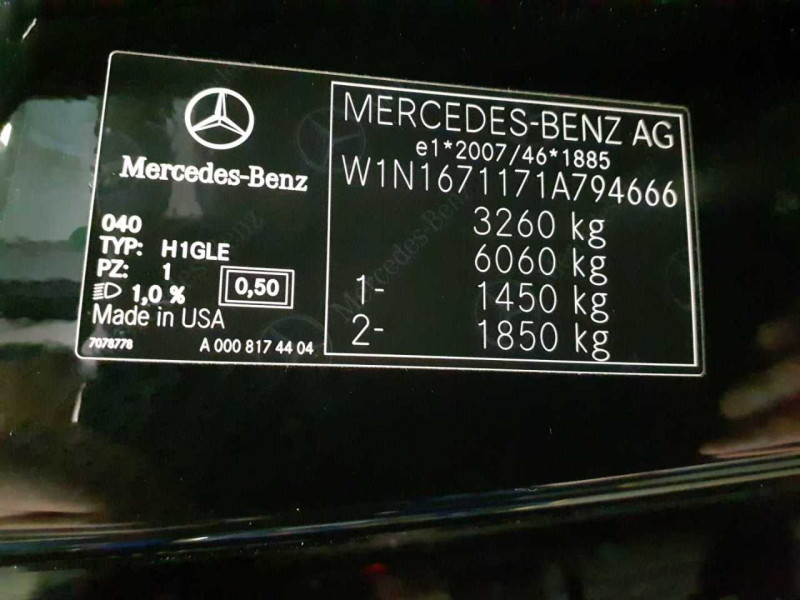 Mercedes-Benz
040
TYP: H1GLE
PZ: 1
1,0 %
0,50
Made in USA
7078778
A 000 817 44 04
MERCEDES-BENZ AG
e1*2007/46*1885
W1N1671171A794666
3260 kg
6060 kg
1- 1450 kg
2- 1850 kg